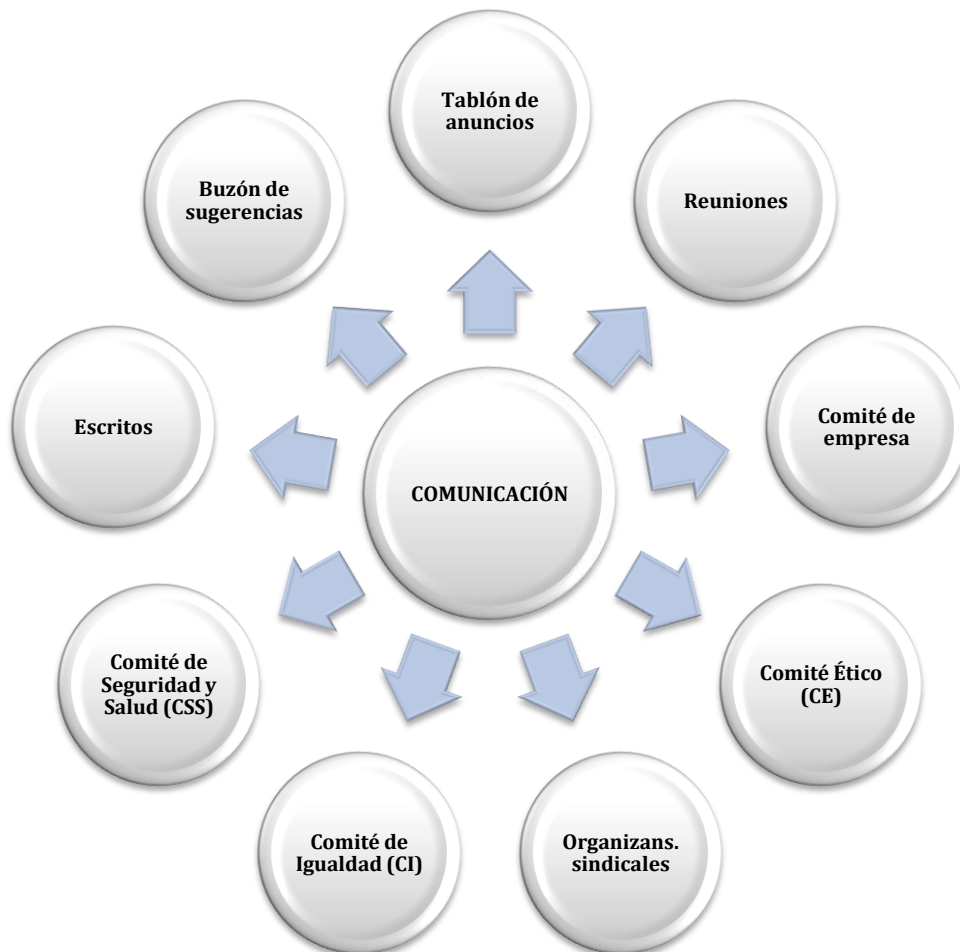 Tablón de
anuncios
Reuniones
Comité de
empresa
Comité Ético
(CE)
Organizans.
sindicales
Comité de
Igualdad (CI)
Comité de
Seguridad y
Salud (CSS)
Escritos
Buzón de
sugerencias
COMUNICACIÓN